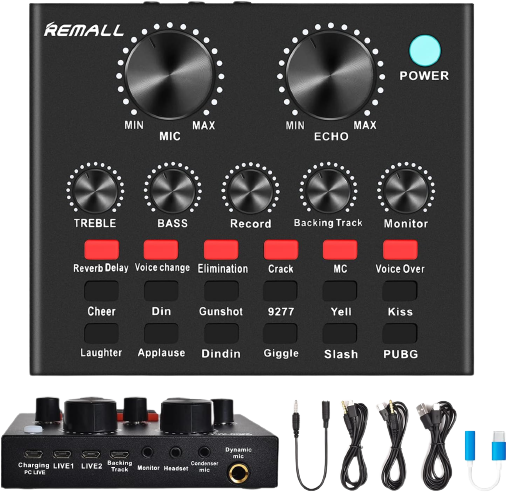 REMALL
POWER
MIN MAX
MIC
MIN MAX
ECHO
TREBLE BASS Record Backing Track Monitor
Reverb Delay Voice change Elimination Crack MC Voice Over
Cheer Din Gunshot 9277 Yell Kiss
Laughter Applause Dindin Giggle Slash PUBG
Charging
PC LIVE
LIVE1
LIVE2
Backing
Track
Monitor
Headset
Condenser
mic
Dynamic
mic